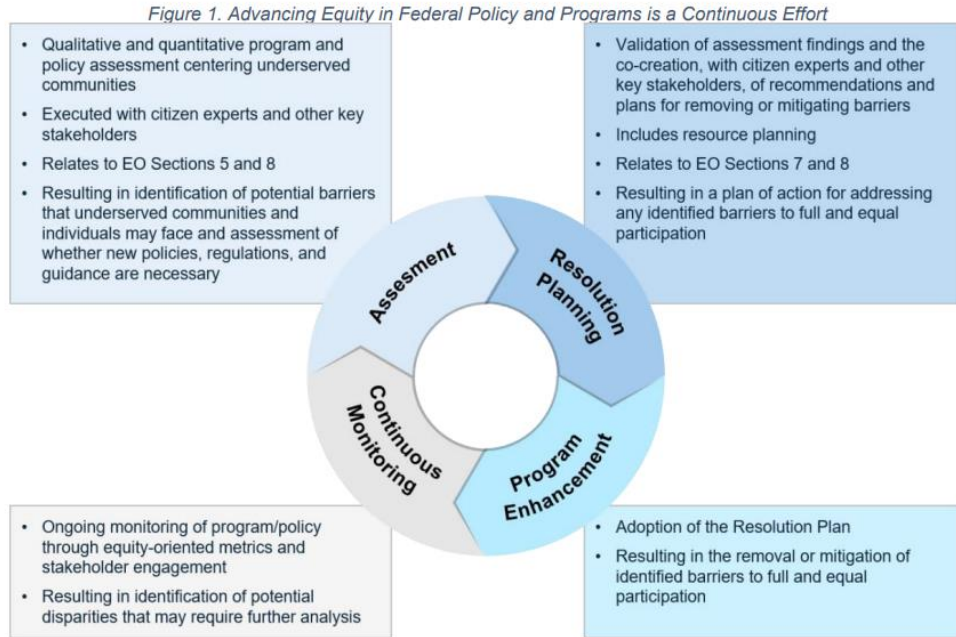 Figure 1. Advancing Equity in Federal Policy and Programs is a Continuous Effort
• Qualitative and quantitative program and
policy assessment centering underserved
communities
• Executed with citizen experts and other key
stakeholders
• Relates to EO Sections 5 and 8
• Resulting in identification of potential barriers
that underserved communities and
individuals may face and assessment of
whether new policies, regulations, and
guidance are necessary
• Validation of assessment findings and the
co-creation, with citizen experts and other
key stakeholders, of recommendations and
plans for removing or mitigating barriers
• Includes resource planning
• Relates to EO Sections 7 and 8
• Resulting in a plan of action for addressing
any identified barriers to full and equal
participation
Assesment
Resolution
Planning
Continuous
Monitoring
Program
Enhancement
• Ongoing monitoring of program/policy
through equity-oriented metrics and
stakeholder engagement
• Resulting in identification of potential
disparities that may require further analysis
• Adoption of the Resolution Plan
• Resulting in the removal or mitigation of
identified barriers to full and equal
participation